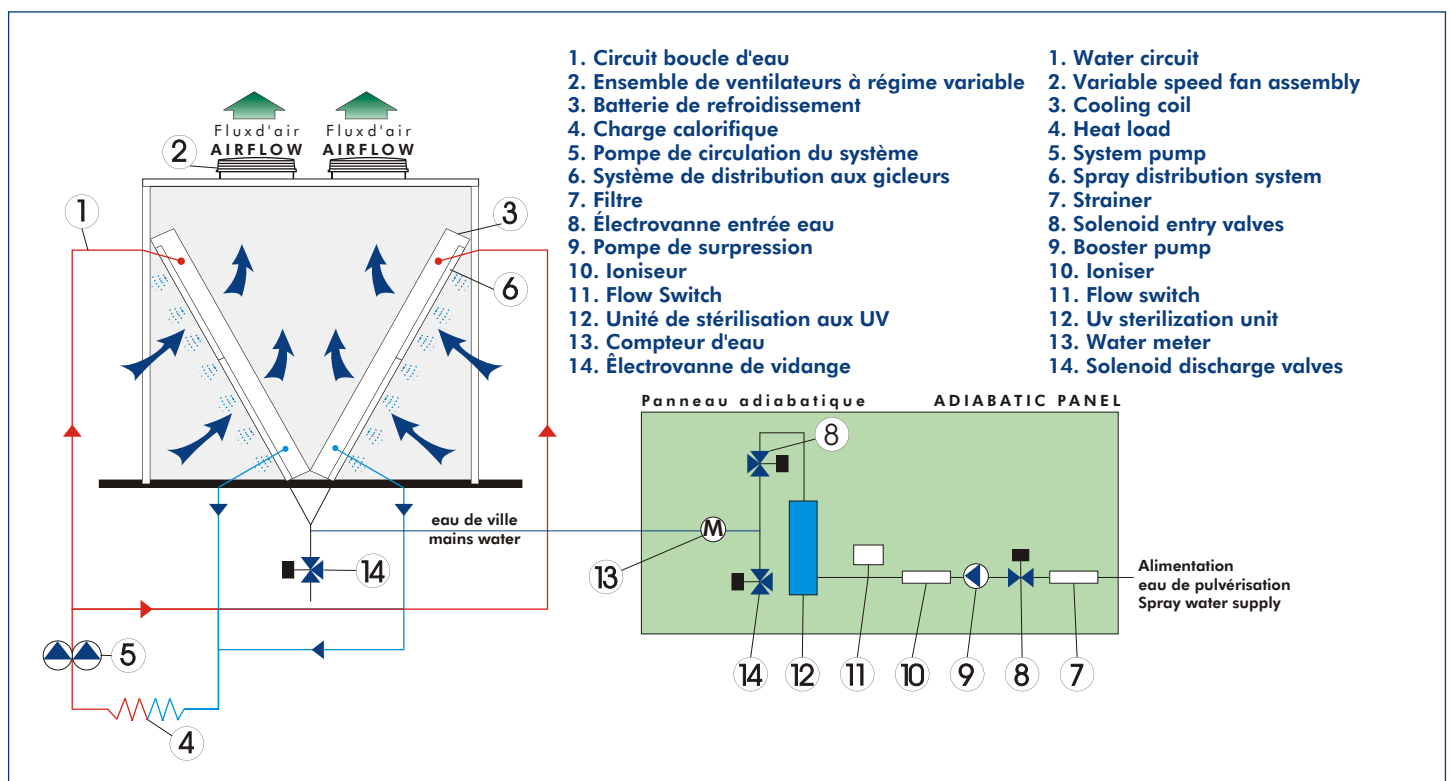 1. Circuit boucle d'eau
2. Ensemble de ventilateurs à régime variable
3. Batterie de refroidissement
4. Charge calorifique
5. Pompe de circulation du système
6. Système de distribution aux gicleurs
7. Filtre
8. Électrovanne entrée eau
9. Pompe de surpression
10. Ioniseur
11. Flow Switch
12. Unité de stérilisation aux UV
13. Compteur d'eau
14. Êlectrovanne de vidange
1. Water circuit
2. Variable speed fan assembly
3. Cooling coil
4. Heat load
5. System pump
6. Spray distribution system
7. Strainer
8. Solenoid entry valves
9. Booster pump
10. Ioniser
11. Flow switch
12. Uv sterilization unit
13. Water meter
14. Solenoid discharge valves
Flux d'air
AIRFLOW
Flux d'air
AIRFLOW
2
1
3
6
eau de ville
mains water
14
5
4
Panneau adiabatique
ADIABATIC PANEL
8
M
13
Alimentation
eau de pulvérisation
Spray water supply
14
12
11
10
9
8
7